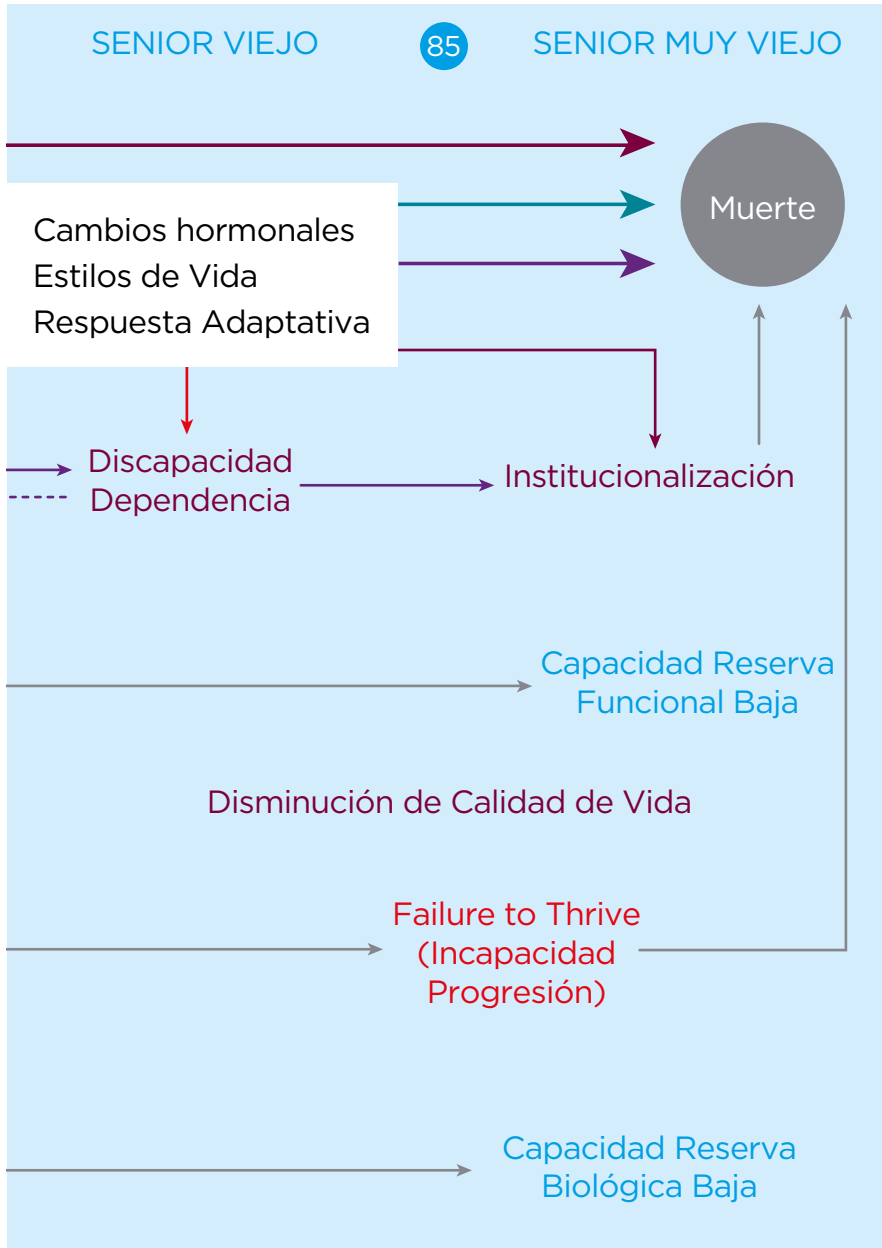 SENIOR VIEJO
85
SENIOR MUY VIEJO
Muerte
Cambios hormonales
Estilos de Vida
Respuesta Adaptativa
Discapacidad
Dependencia
Institucionalización
Capacidad Reserva
Funcional Baja
Disminución de Calidad de Vida
Failure to Thrive
(Incapacidad
Progresión)
Capacidad Reserva
Biológica Baja